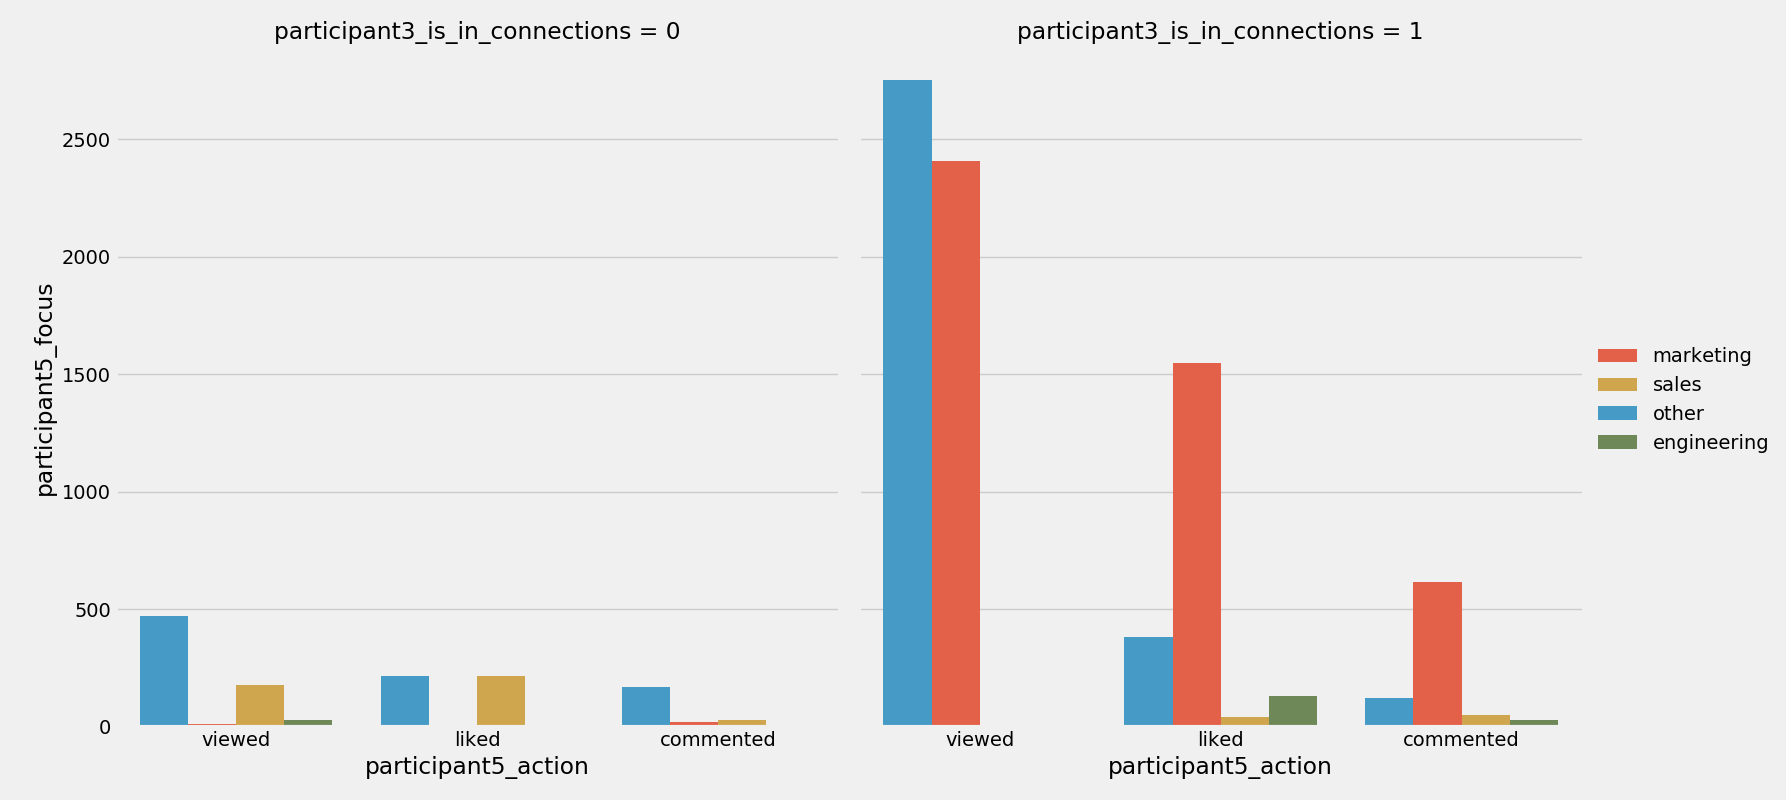 participant3_is_in_connections = 0
participant3_is_in_connections = 1
participant5_focus
2500
2000
1500
1000
500
0
viewed
liked
commented
participant5_action
viewed
liked
commented
participant5_action
marketing
sales
other
engineering